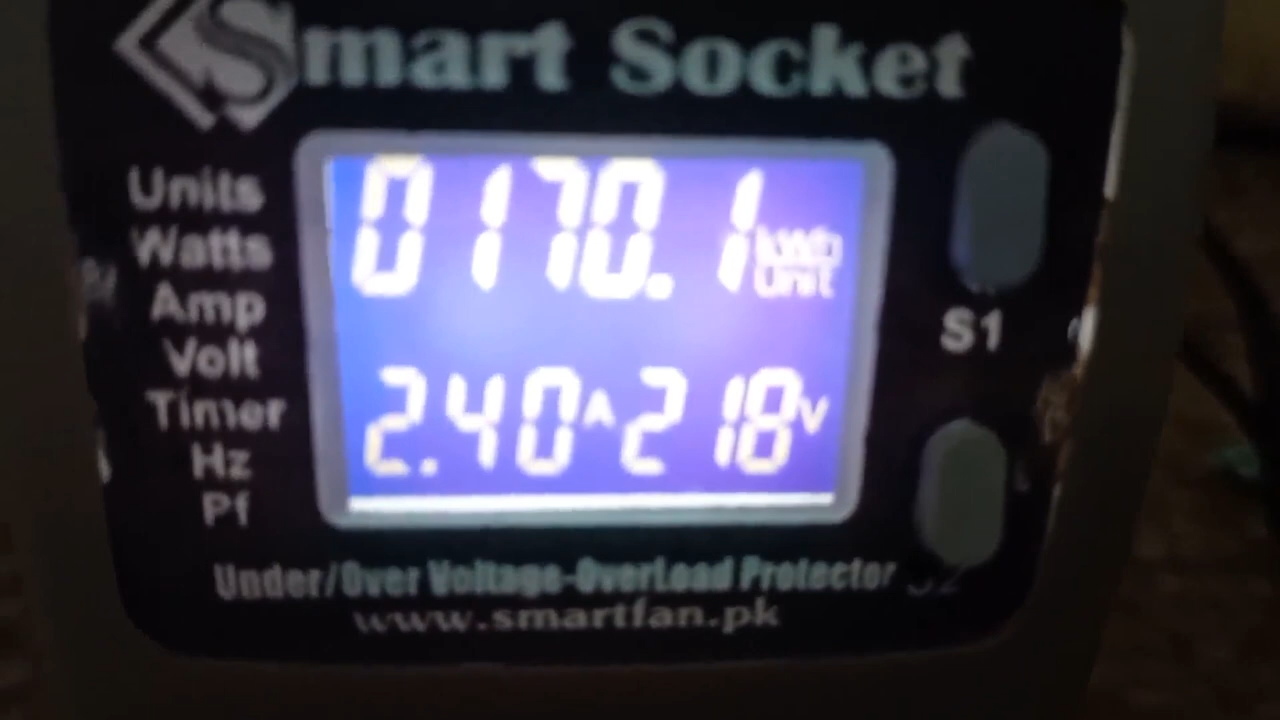 Smart Socket
Units
Watts
Amp
Volt
Timer
Hz
Pf
0170.1 kWh Unit
2.40A 218V
S1
S2
Under/Over Voltage-OverLoad Protector
www.smartfan.pk